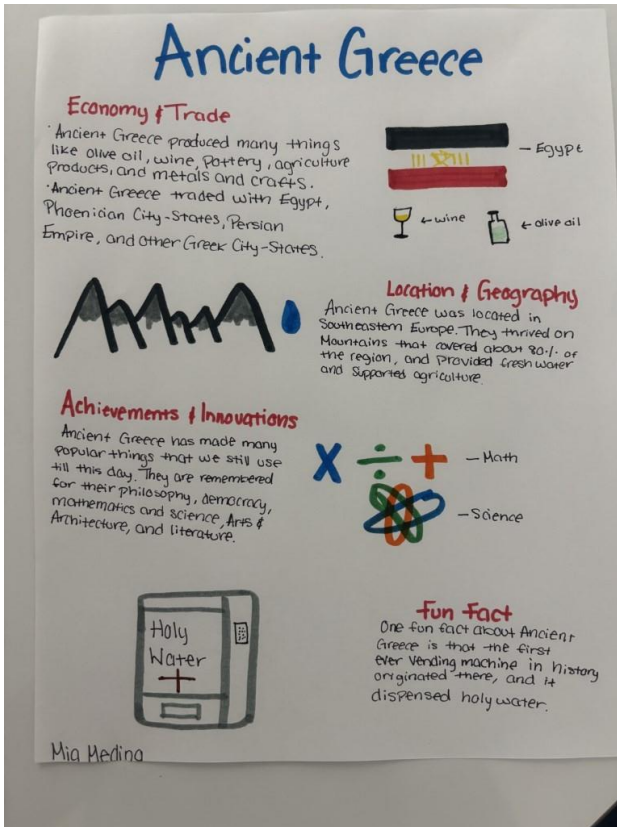 Ancient Greece
Economy & Trade
· Ancient Greece produced many things
like olive oil, wine, pottery, agriculture
products, and metals and crafts.
· Ancient Greece traded with Egypt,
Phoenician City-States, Persian
Empire, and other Greek City-States.
— Egypt
← wine
← olive oil
Location & Geography
Ancient Greece was located in
Southeastern Europe. They thrived on
Mountains that covered about 80% of
the region, and provided fresh water
and supported agriculture.
Achievements & Innovations
Ancient Greece has made many
popular things that we still use
till this day. They are remembered
for their philosophy, democracy,
mathematics and science, Arts &
Architecture, and literature.
x ÷ + — Math
— Science
Holy
Water
Fun Fact
One fun fact about Ancient
Greece is that the first
ever vending machine in history
originated there, and it
dispensed holy water.
Mia Medina